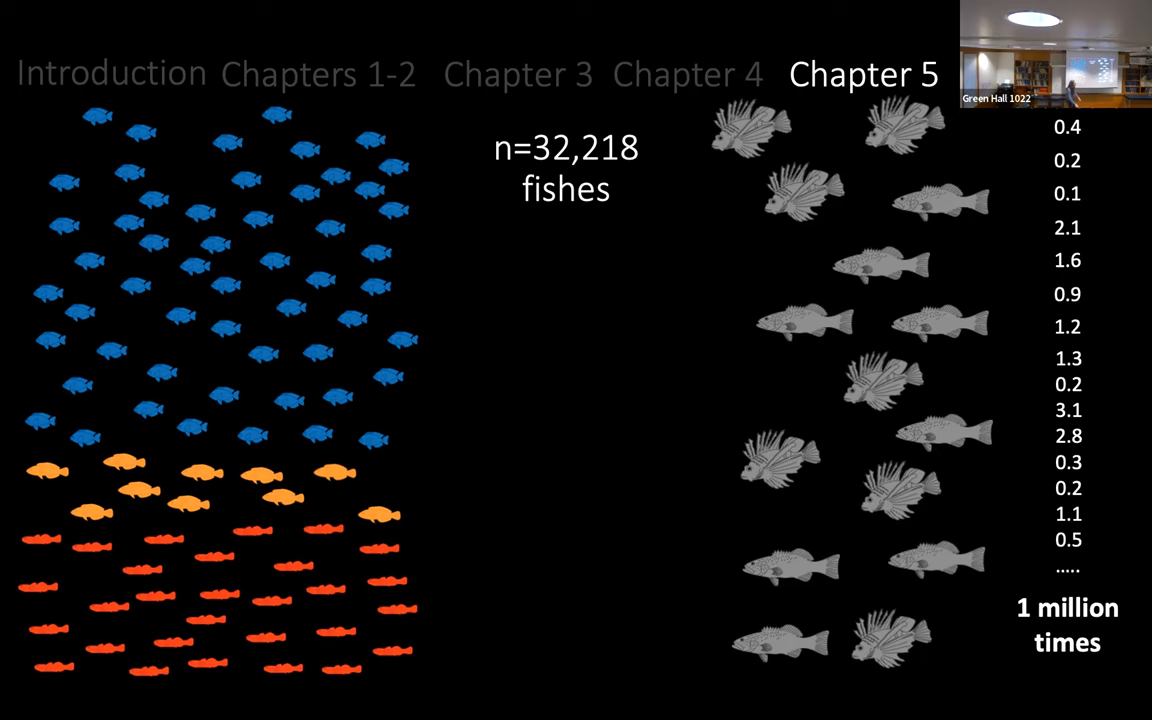 Introduction Chapters 1-2 Chapter 3 Chapter 4 Chapter 5
Green Hall 1022
n=32,218
fishes
0.4
0.2
0.1
2.1
1.6
0.9
1.2
1.3
0.2
3.1
2.8
0.3
0.2
1.1
0.5
.....
1 million
times